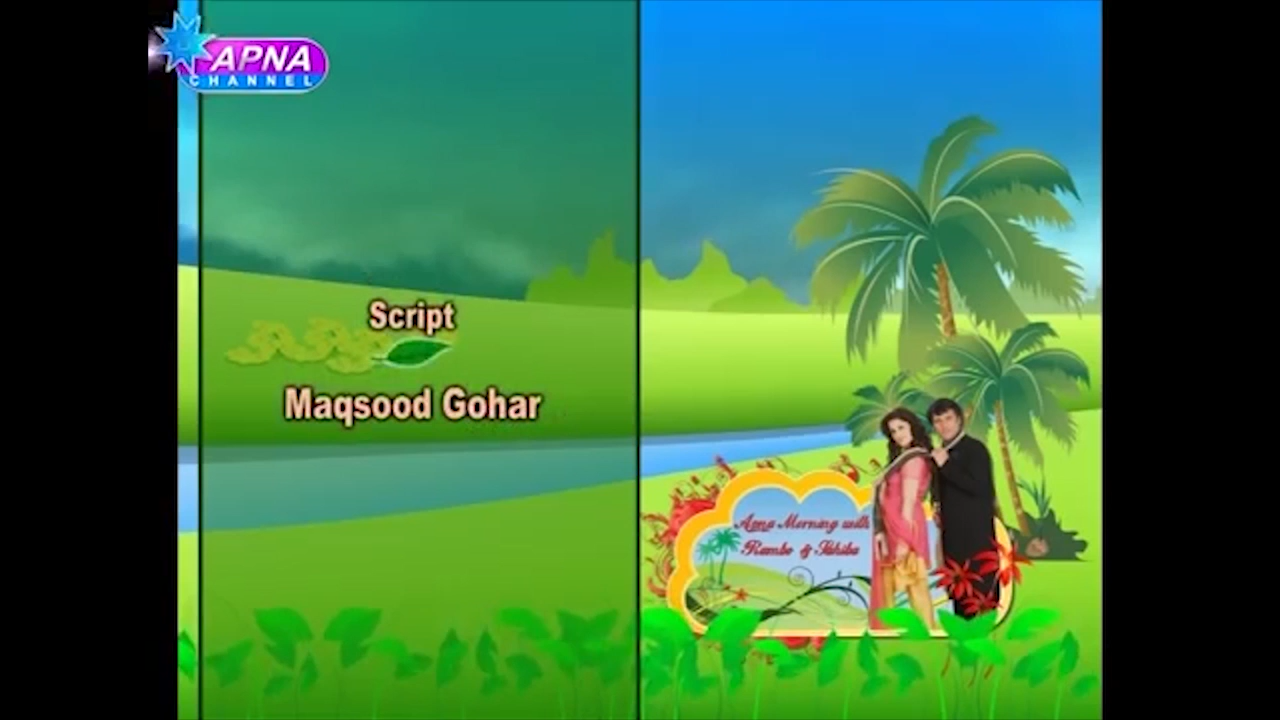 APNA
CHANNEL
Script
Maqsood Gohar
Apna Morning with
Rambo & Sahiba